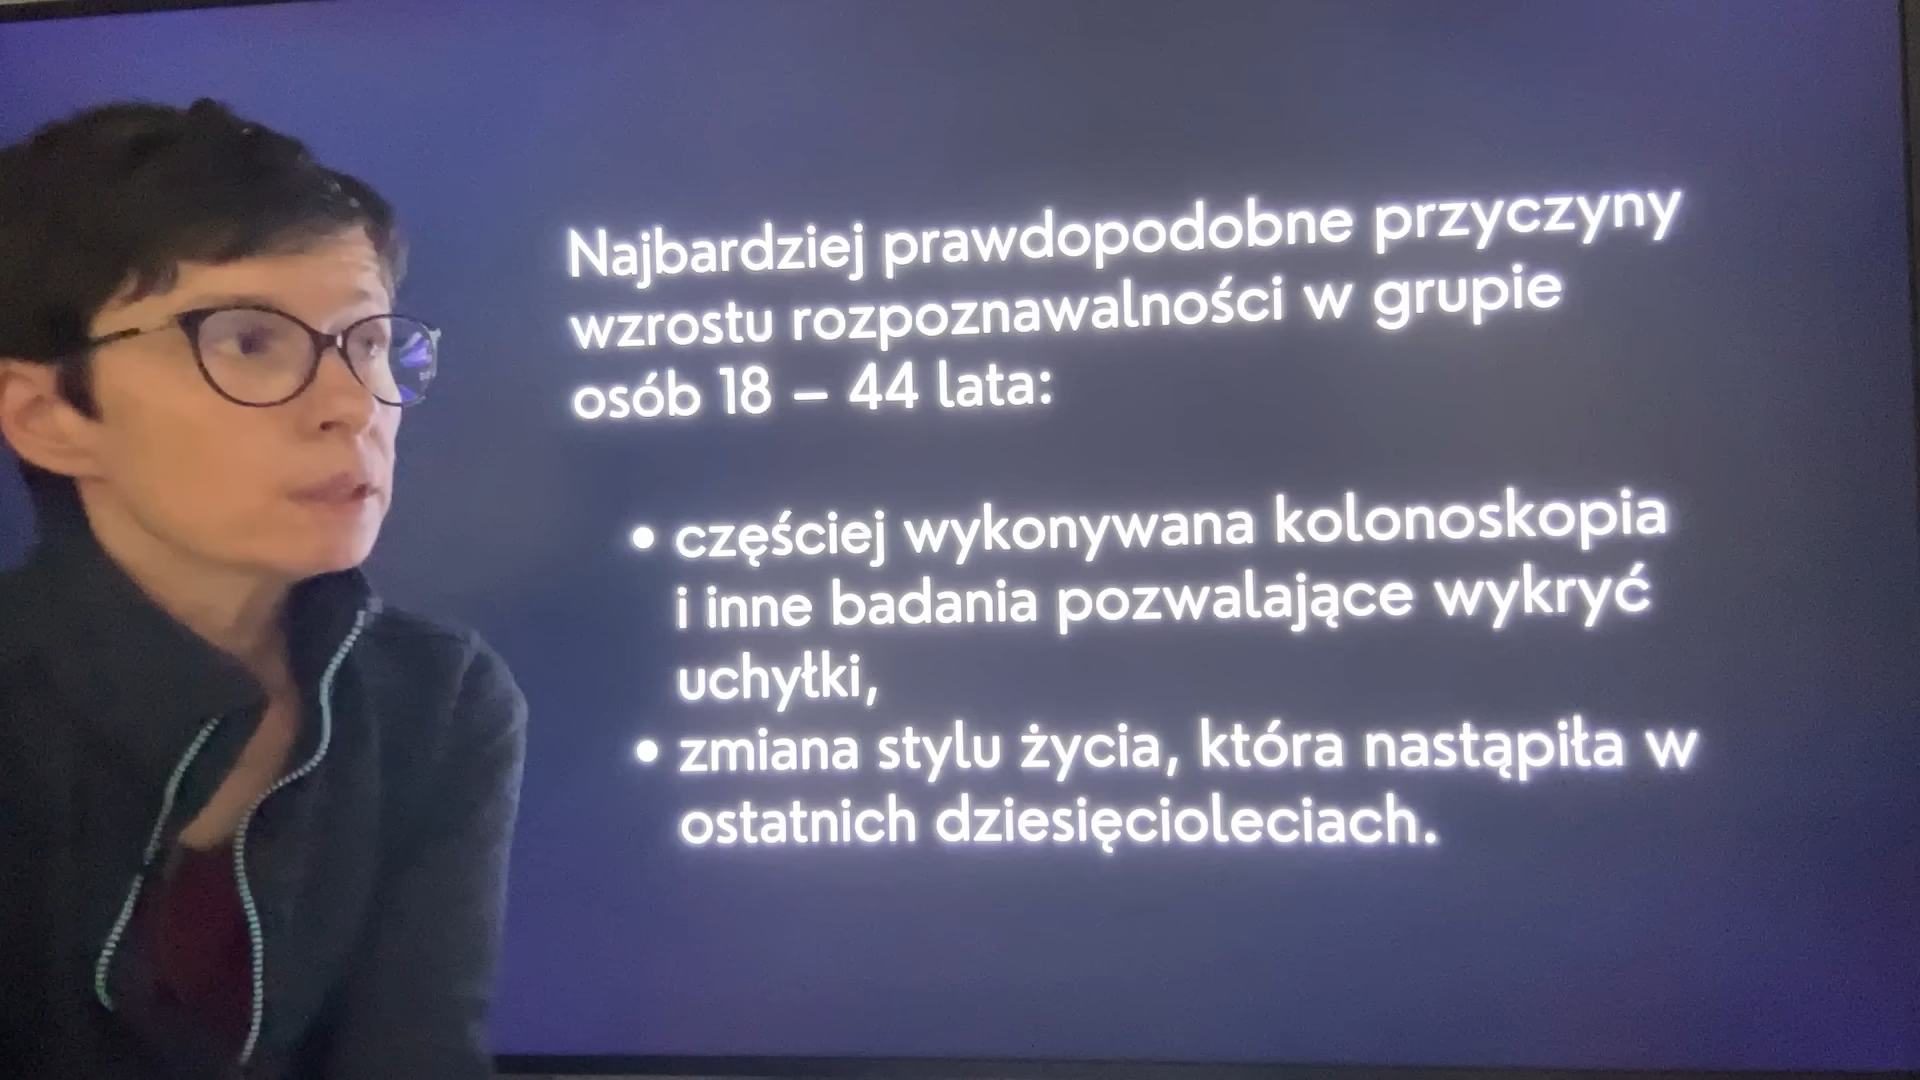 Najbardziej prawdopodobne przyczyny
wzrostu rozpoznawalności w grupie
osób 18 – 44 lata:
• częściej wykonywana kolonoskopia
i inne badania pozwalające wykryć
uchyłki,
• zmiana stylu życia, która nastąpiła w
ostatnich dziesięcioleciach.